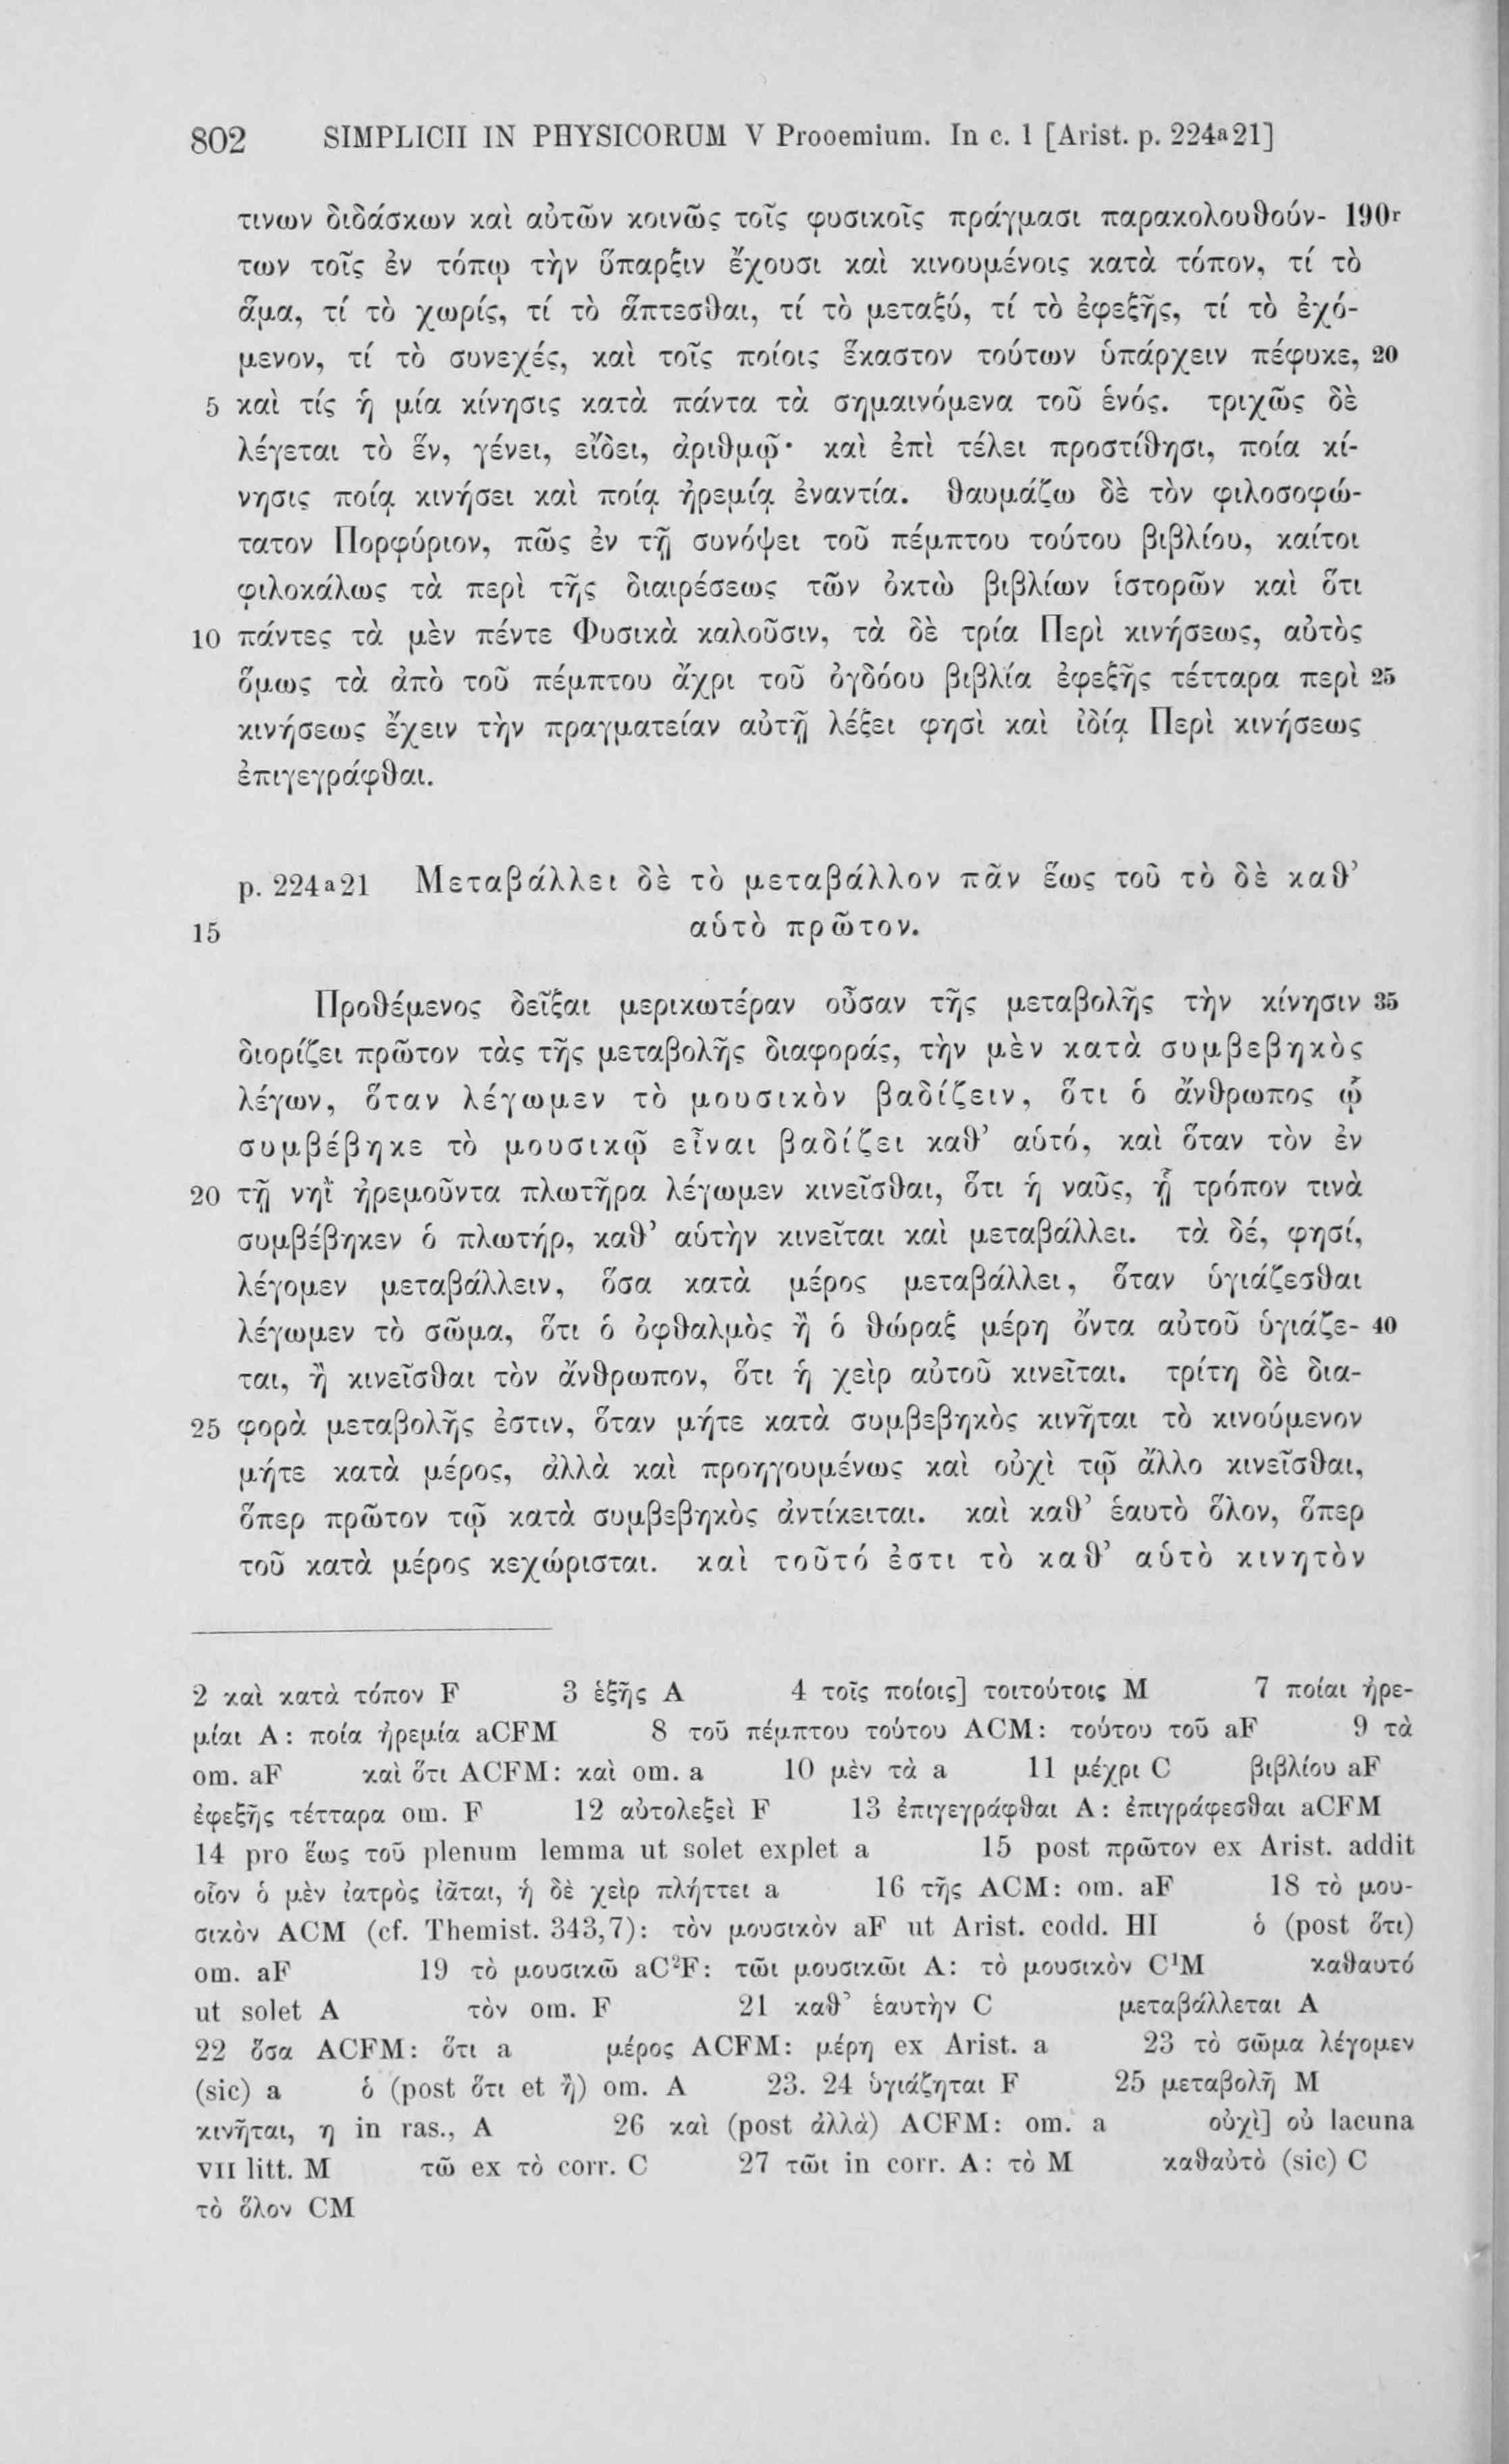 802 SIMPLICII IN PHYSICORUM V Prooemium. In c. 1 [Arist. p. 224a21]
τινων διδάσκων καὶ αὐτῶν κοινῶς τοῖς φυσικοῖς πράγμασι παρακολουθούν- 190r
των τοῖς ἐν τόπῳ τὴν ὕπαρξιν ἔχουσι καὶ κινουμένοις κατὰ τόπον, τί τὸ
ἅμα, τί τὸ χωρίς, τί τὸ ἅπτεσθαι, τί τὸ μεταξύ, τί τὸ ἐφεξῆς, τί τὸ ἐχό-
μενον, τί τὸ συνεχές, καὶ τοῖς ποίοις ἕκαστον τούτων ὑπάρχειν πέφυκε, 20
5 καὶ τίς ἡ μία κίνησις κατὰ πάντα τὰ σημαινόμενα τοῦ ἑνός. τριχῶς δὲ
λέγεται τὸ ἕν, γένει, εἴδει, ἀριθμῷ· καὶ ἐπὶ τέλει προστίθησι, ποία κί-
νησις ποίᾳ κινήσει καὶ ποίᾳ ἠρεμίᾳ ἐναντία. θαυμάζω δὲ τὸν φιλοσοφώ-
τατον Πορφύριον, πῶς ἐν τῇ συνόψει τοῦ πέμπτου τούτου βιβλίου, καίτοι
φιλοκάλως τὰ περὶ τῆς διαιρέσεως τῶν ὀκτὼ βιβλίων ἱστορῶν καὶ ὅτι
10 πάντες τὰ μὲν πέντε Φυσικὰ καλοῦσιν, τὰ δὲ τρία Περὶ κινήσεως, αὐτὸς
ὅμως τὰ ἀπὸ τοῦ πέμπτου ἄχρι τοῦ ὀγδόου βιβλία ἐφεξῆς τέτταρα περὶ 25
κινήσεως ἔχειν τὴν πραγματείαν αὐτῇ λέξει φησὶ καὶ ἰδίᾳ Περὶ κινήσεως
ἐπιγεγράφθαι.
p. 224a21 Μεταβάλλει δὲ τὸ μεταβάλλον πᾶν ἕως τοῦ τὸ δὲ καθ’
15 αὑτὸ πρῶτον.
Προθέμενος δεῖξαι μερικωτέραν οὖσαν τῆς μεταβολῆς τὴν κίνησιν 35
διορίζει πρῶτον τὰς τῆς μεταβολῆς διαφοράς, τὴν μὲν κατὰ συμβεβηκὸς
λέγων, ὅταν λέγωμεν τὸ μουσικὸν βαδίζειν, ὅτι ὁ ἄνθρωπος ᾧ
συμβέβηκε τὸ μουσικῷ εἶναι βαδίζει καθ’ αὑτό, καὶ ὅταν τὸν ἐν
20 τῇ νηῒ ἠρεμοῦντα πλωτῆρα λέγωμεν κινεῖσθαι, ὅτι ἡ ναῦς, ᾗ τρόπον τινὰ
συμβέβηκεν ὁ πλωτήρ, καθ’ αὑτὴν κινεῖται καὶ μεταβάλλει. τὰ δέ, φησί,
λέγομεν μεταβάλλειν, ὅσα κατὰ μέρος μεταβάλλει, ὅταν ὑγιάζεσθαι
λέγωμεν τὸ σῶμα, ὅτι ὁ ὀφθαλμὸς ἢ ὁ θώραξ μέρη ὄντα αὐτοῦ ὑγιάζε- 40
ται, ἢ κινεῖσθαι τὸν ἄνθρωπον, ὅτι ἡ χεὶρ αὐτοῦ κινεῖται. τρίτη δὲ δια-
25 φορὰ μεταβολῆς ἐστιν, ὅταν μήτε κατὰ συμβεβηκὸς κινῆται τὸ κινούμενον
μήτε κατὰ μέρος, ἀλλὰ καὶ προηγουμένως καὶ οὐχὶ τῷ ἄλλο κινεῖσθαι,
ὅπερ πρῶτον τῷ κατὰ συμβεβηκὸς ἀντίκειται. καὶ καθ’ ἑαυτὸ ὅλον, ὅπερ
τοῦ κατὰ μέρος κεχώρισται. καὶ τοῦτό ἐστι τὸ καθ’ αὑτὸ κινητὸν
2 καὶ κατὰ τόπον F 3 ἑξῆς A 4 τοῖς ποίοις] τοιτούτοις M 7 ποίαι ἠρε-
μίαι A: ποία ἠρεμία aCFM 8 τοῦ πέμπτου τούτου ACM: τούτου τοῦ aF 9 τὰ
om. aF καὶ ὅτι ACFM: καὶ om. a 10 μὲν τὰ a 11 μέχρι C βιβλίου aF
ἐφεξῆς τέτταρα om. F 12 αὐτολεξεὶ F 13 ἐπιγεγράφθαι A: ἐπιγράφεσθαι aCFM
14 pro ἕως τοῦ plenum lemma ut solet explet a 15 post πρῶτον ex Arist. addit
οἷον ὁ μὲν ἰατρὸς ἰᾶται, ἡ δὲ χεὶρ πλήττει a 16 τῆς ACM: om. aF 18 τὸ μου-
σικὸν ACM (cf. Themist. 343,7): τὸν μουσικὸν aF ut Arist. codd. HI ὁ (post ὅτι)
om. aF 19 τὸ μουσικῶ aC²F: τῶι μουσικῶι A: τὸ μουσικὸν C¹M καθαυτό
ut solet A τὸν om. F 21 καθ’ ἑαυτὴν C μεταβάλλεται A
22 ὅσα ACFM: ὅτι a μέρος ACFM: μέρη ex Arist. a 23 τὸ σῶμα λέγομεν
(sic) a ὁ (post ὅτι et ἢ) om. A 23. 24 ὑγιάζηται F 25 μεταβολῆ M
κινῆται, η in ras., A 26 καὶ (post ἀλλὰ) ACFM: om. a οὐχὶ] οὐ lacuna
VII litt. M τῶ ex τὸ corr. C 27 τῶι in corr. A: τὸ M καθαὑτὸ (sic) C
τὸ ὅλον CM